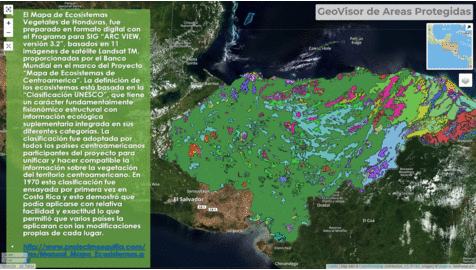 GeoVisor de Areas Protegidas
El Mapa de Ecosistemas
Vegetales de Honduras, fue
preparado en formato digital con
el Programa para SIG "ARC VIEW
versión 3.2", basados en 11
imágenes de satélite Landsat TM,
proporcionadas por el Banco
Mundial en el marco del Proyecto
"Mapa de Ecosistemas de
Centroamerica". La definición de
los ecosistemas está basada en la
"Clasificación UNESCO", que tiene
un carácter fundamentalmente
fisionómico estructural con
información ecológica
suplementaria integrada en sus
diferentes categorías. La
clasificación fue adoptada por
todos los países centroamericanos
participantes del proyecto para
unificar y hacer compatible la
información sobre la vegetación
del territorio centroamericano. En
1970 esta clasificación fue
ensayada por primera vez en
Costa Rica y esto demostró que
podía aplicarse con relativa
facilidad y exactitud lo que
permitió que varios países la
aplicaran con las modificaciones
propias de cada lugar.
El Salvador